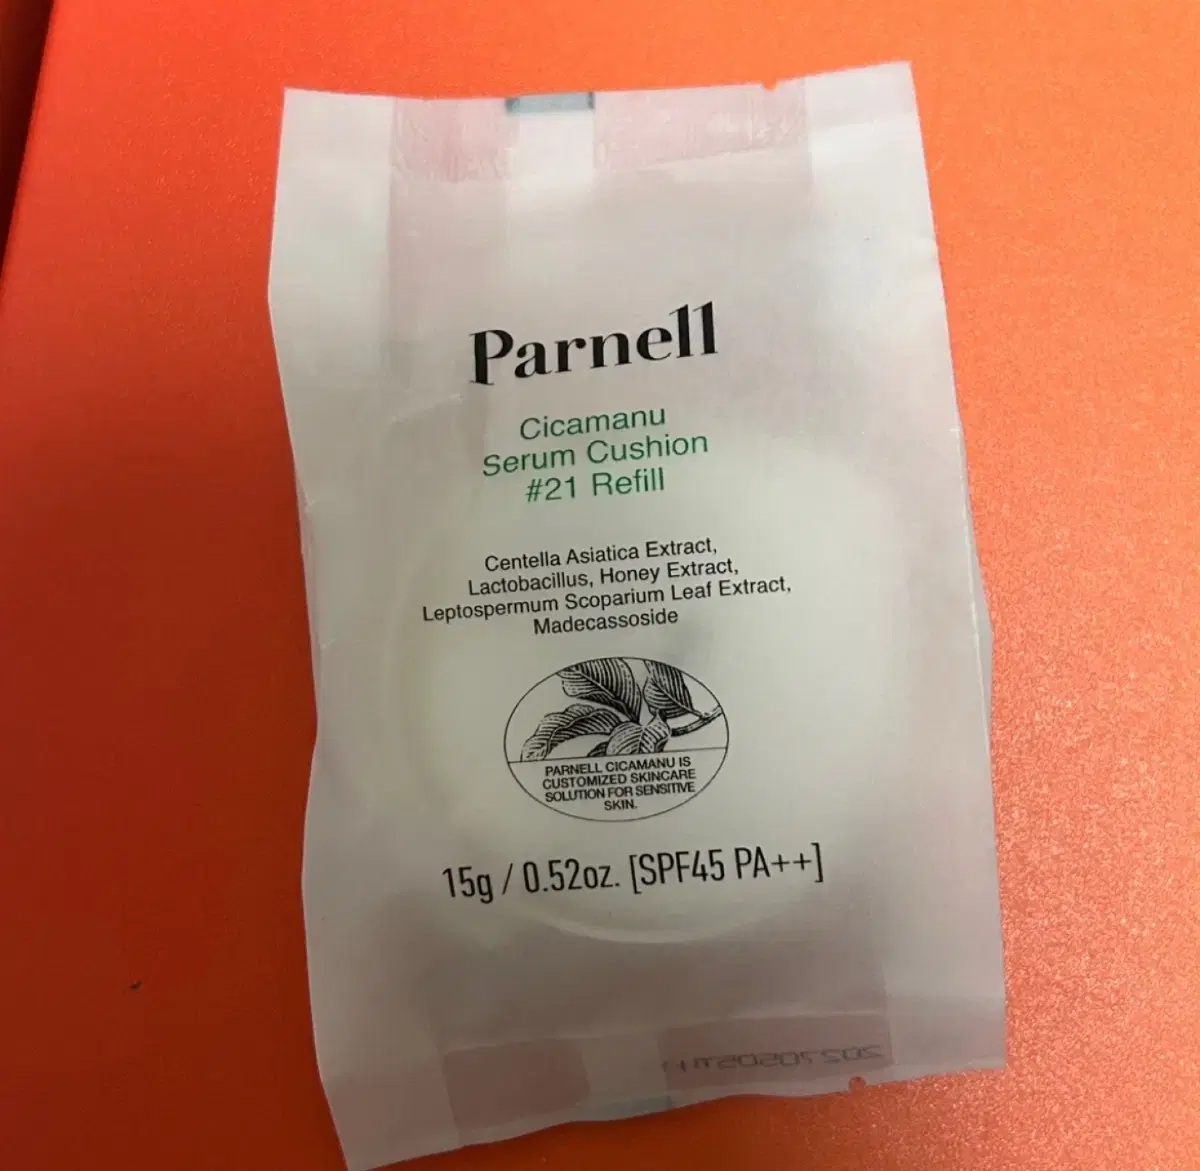 Parnell
Cicamanu
Serum Cushion
#21 Refill
Centella Asiatica Extract,
Lactobacillus, Honey Extract,
Leptospermum Scoparium Leaf Extract,
Madecassoside
PARNELL CICAMANU IS
CUSTOMIZED SKINCARE
SOLUTION FOR SENSITIVE
SKIN.
15g / 0.52oz. [SPF45 PA++]